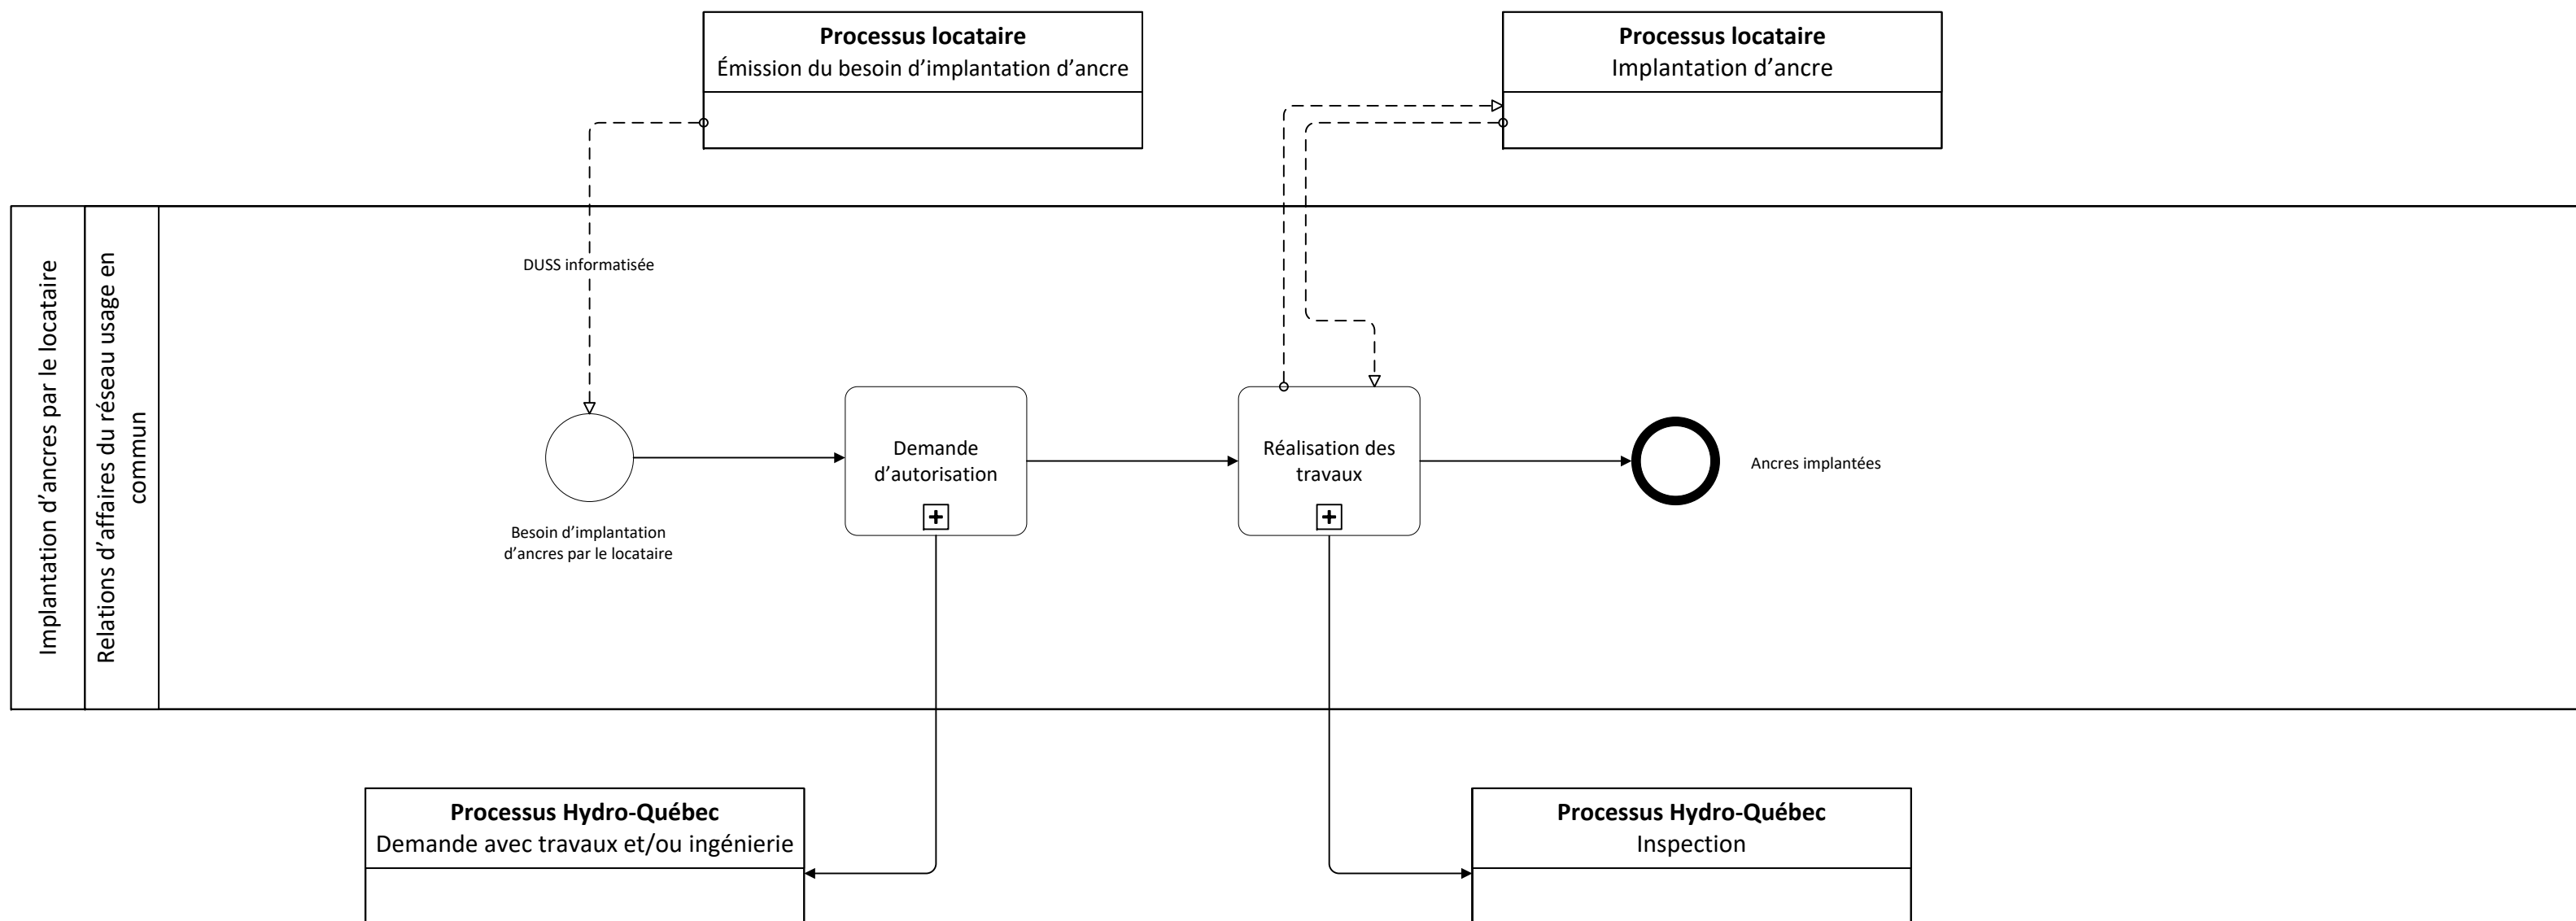 Processus locataire
Émission du besoin d’implantation d’ancre
Processus locataire
Implantation d’ancre
Implantation d’ancres par le locataire
Relations d’affaires du réseau usage en
commun
DUSS informatisée
Besoin d’implantation
d’ancres par le locataire
Demande
d’autorisation
Réalisation des
travaux
Ancres implantées
Processus Hydro-Québec
Demande avec travaux et/ou ingénierie
Processus Hydro-Québec
Inspection